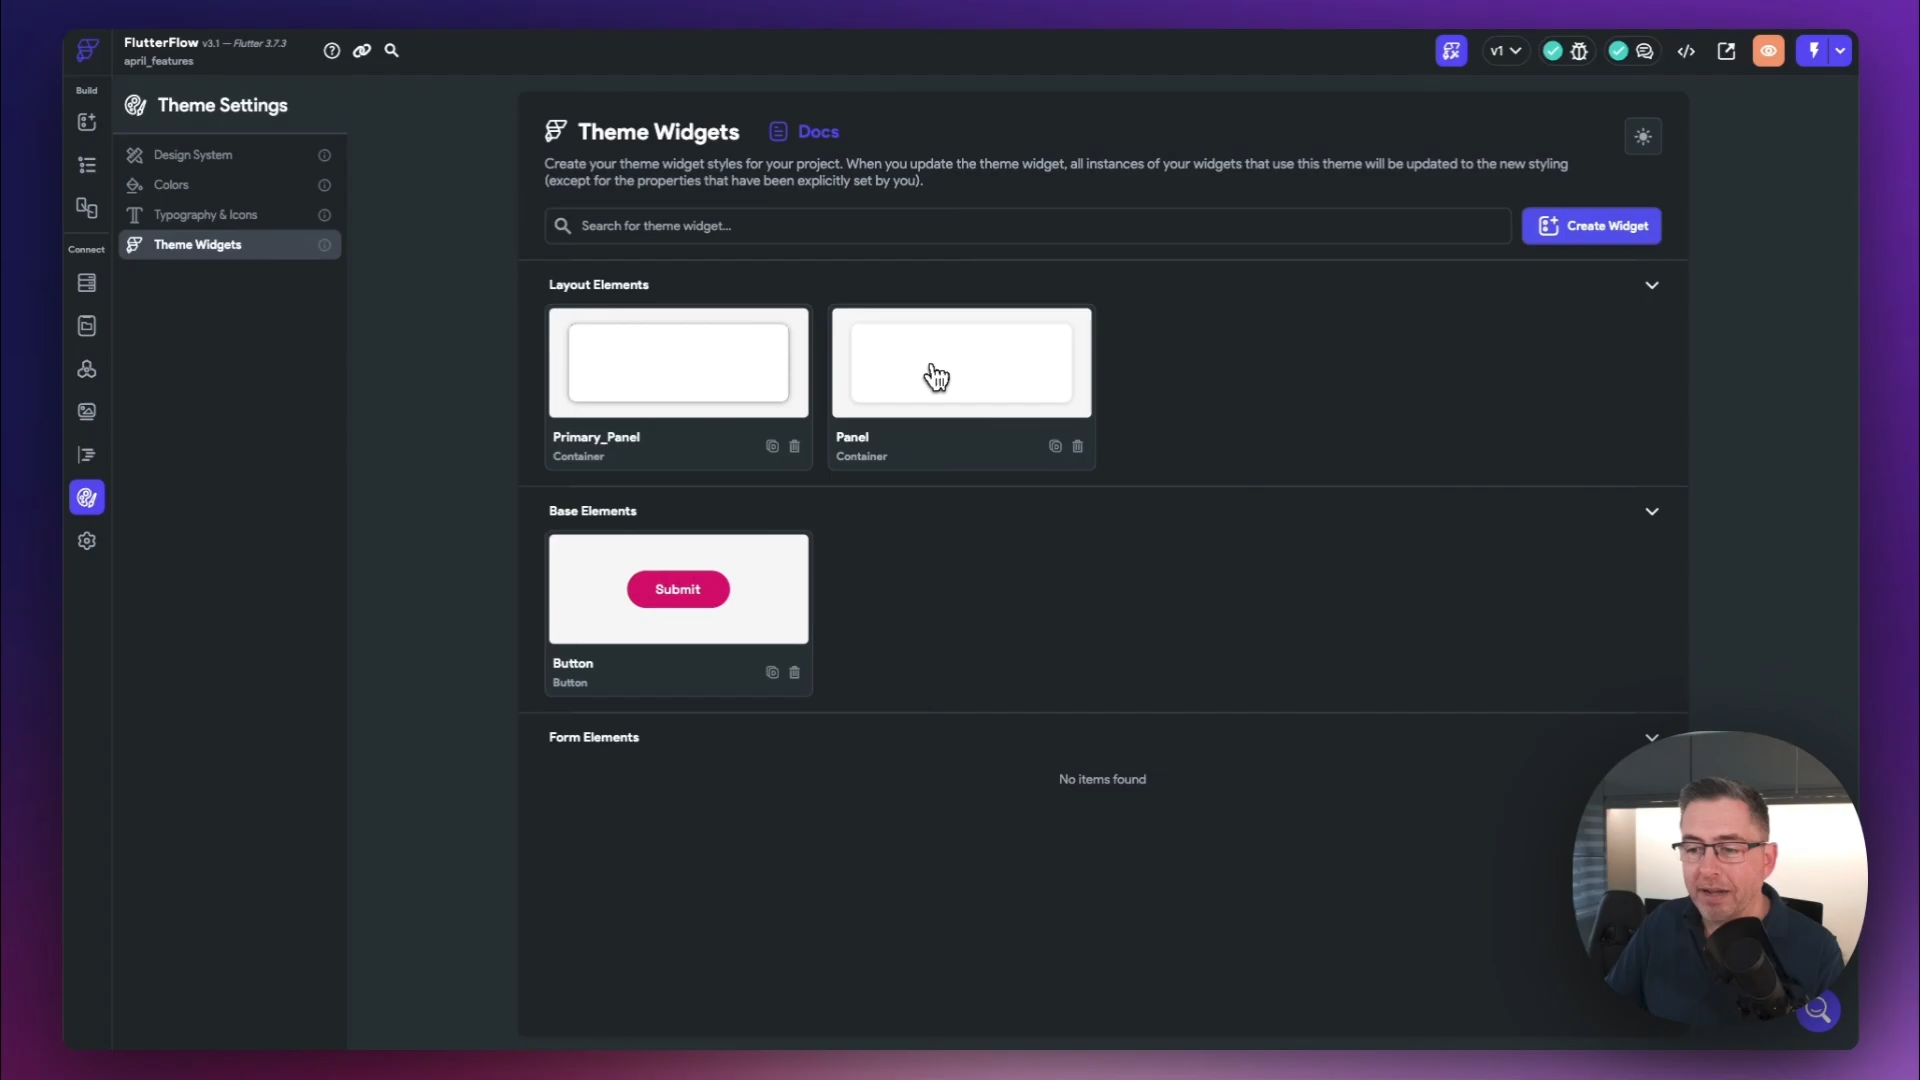 FlutterFlow v3.1 — Flutter 3.7.3
april_features
v1
Build
Connect
Theme Settings
Design System
Colors
Typography & Icons
Theme Widgets
Theme Widgets Docs
Create your theme widget styles for your project. When you update the theme widget, all instances of your widgets that use this theme will be updated to the new styling
(except for the properties that have been explicitly set by you).
Search for theme widget...
Create Widget
Layout Elements
Primary_Panel
Container
Panel
Container
Base Elements
Submit
Button
Button
Form Elements
No items found